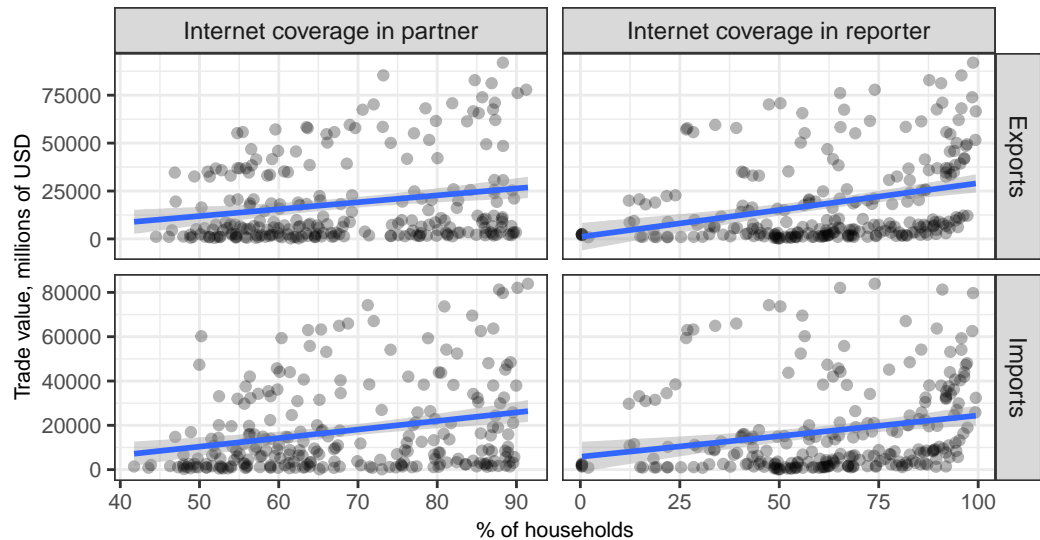 Internet coverage in partner
Internet coverage in reporter
Trade value, millions of USD
75000
50000
25000
0
Exports
80000
60000
40000
20000
0
Imports
40 50 60 70 80 90
0 25 50 75 100
% of households